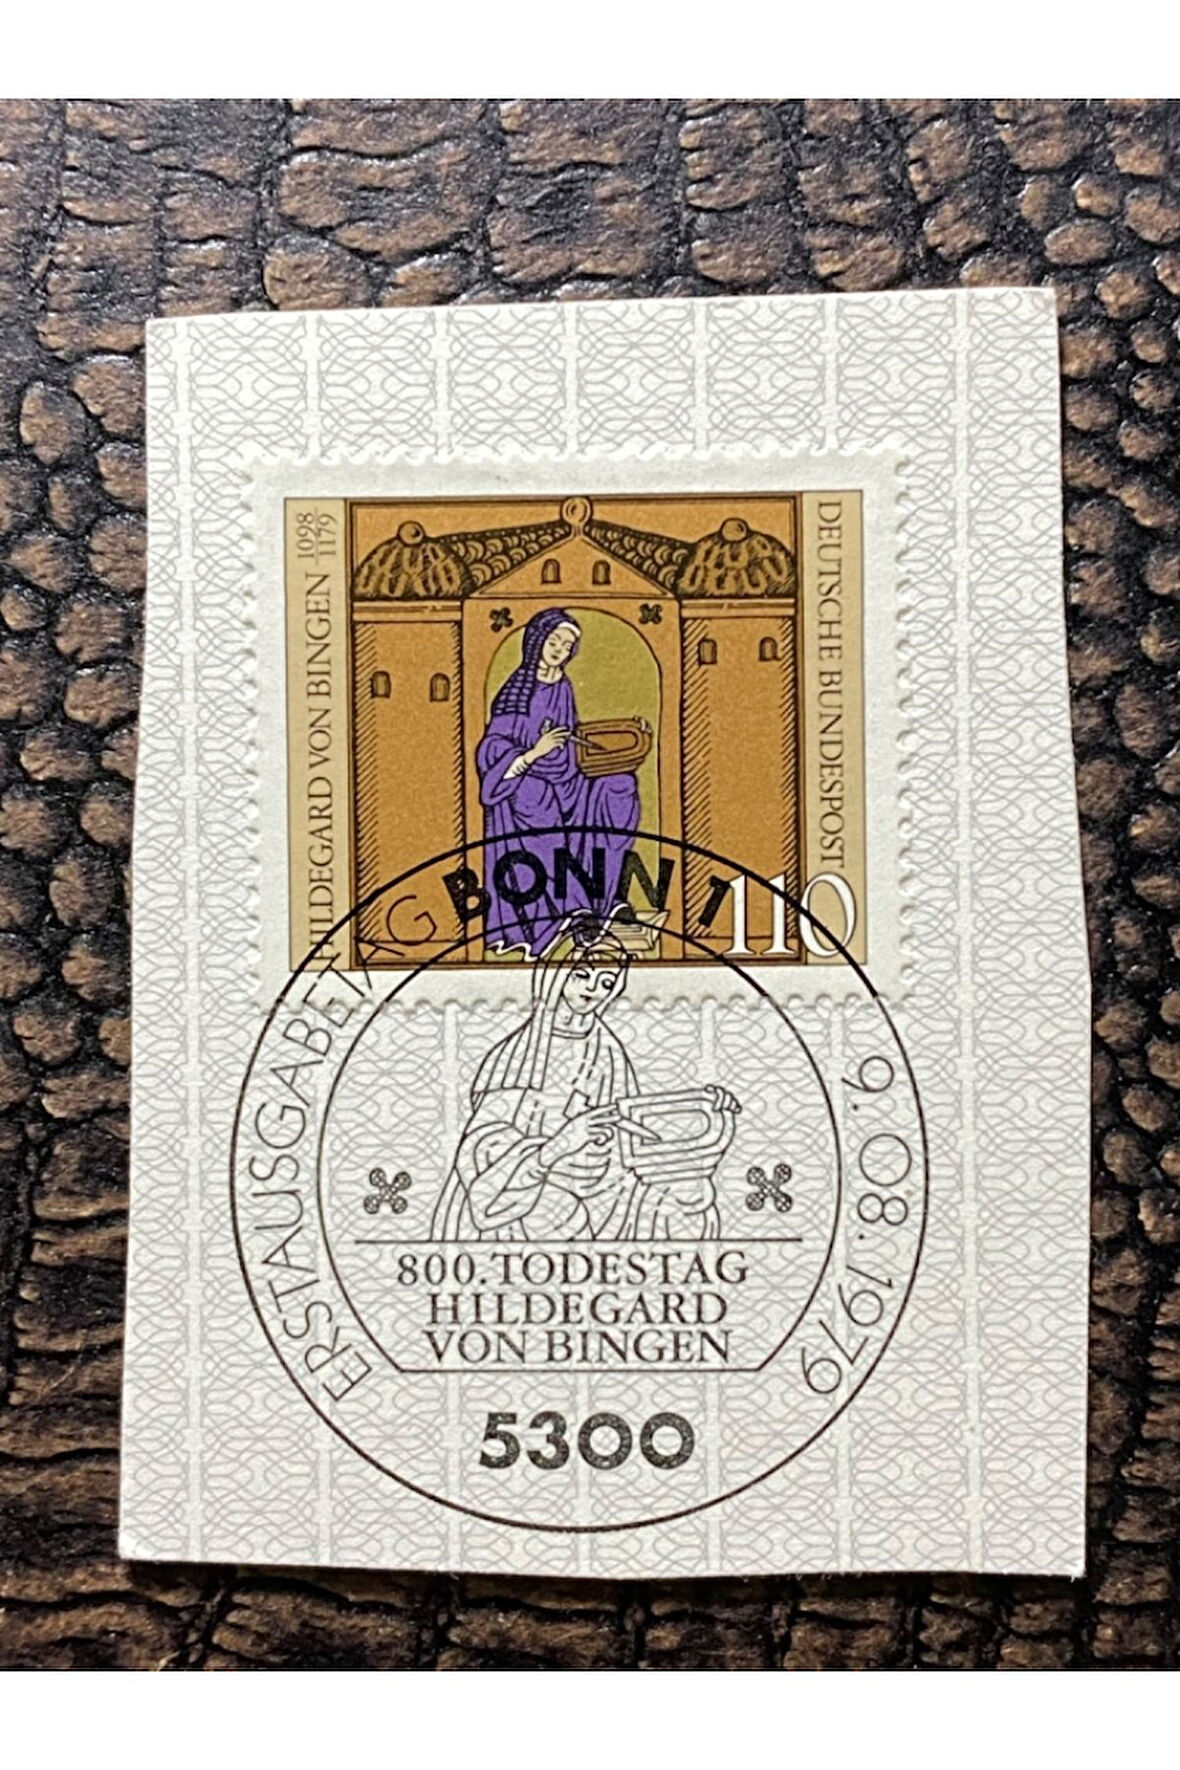 HILDEGARD VON BINGEN 1098
1179
DEUTSCHE BUNDESPOST
110
ERSTAUSGABETAG BONN 1
9.08.1979
800.TODESTAG
HILDEGARD
VON BINGEN
5300